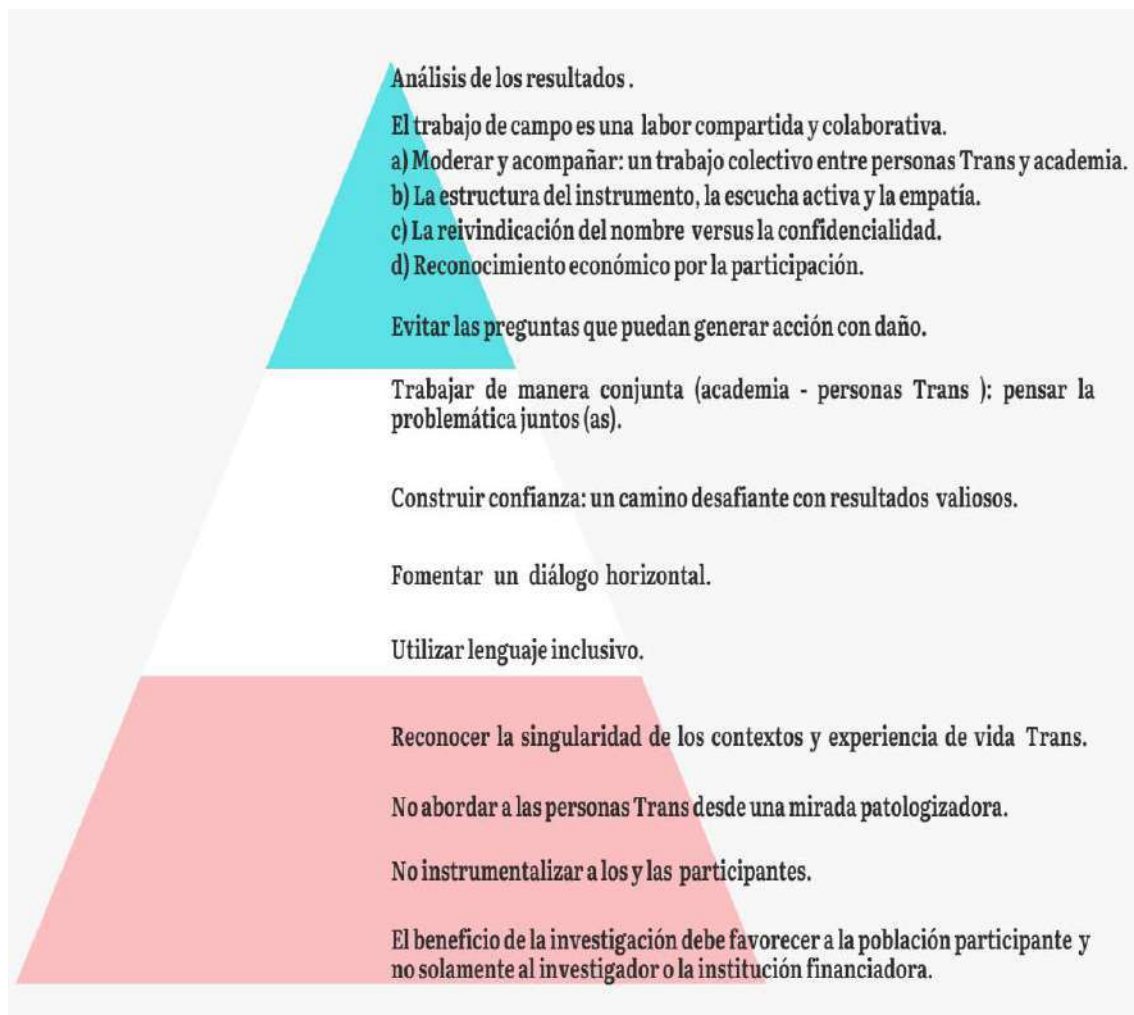 Análisis de los resultados .
El trabajo de campo es una labor compartida y colaborativa.
a) Moderar y acompañar: un trabajo colectivo entre personas Trans y academia.
b) La estructura del instrumento, la escucha activa y la empatía.
c) La reivindicación del nombre versus la confidencialidad.
d) Reconocimiento económico por la participación.
Evitar las preguntas que puedan generar acción con daño.
Trabajar de manera conjunta (academia - personas Trans ): pensar la
problemática juntos (as).
Construir confianza: un camino desafiante con resultados valiosos.
Fomentar un diálogo horizontal.
Utilizar lenguaje inclusivo.
Reconocer la singularidad de los contextos y experiencia de vida Trans.
No abordar a las personas Trans desde una mirada patologizadora.
No instrumentalizar a los y las participantes.
El beneficio de la investigación debe favorecer a la población participante y
no solamente al investigador o la institución financiadora.